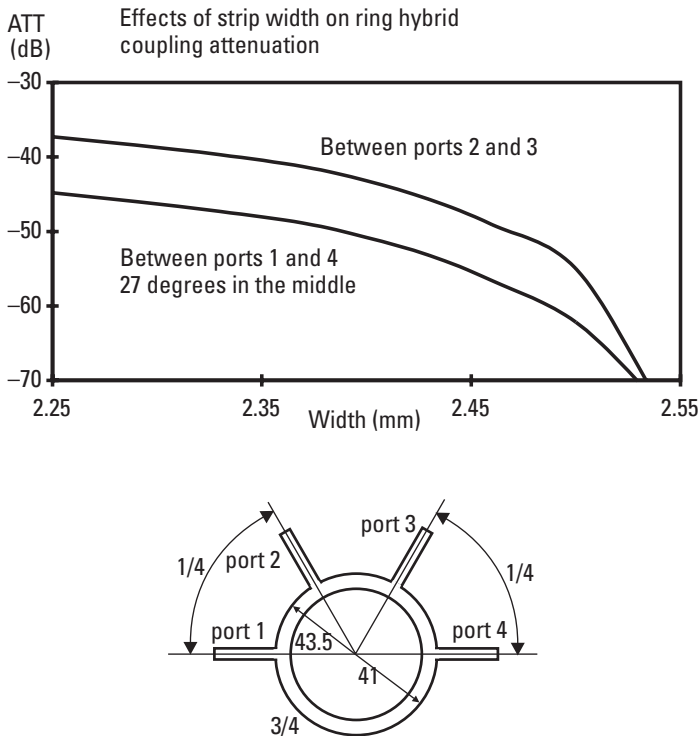 ATT
(dB)
Effects of strip width on ring hybrid
coupling attenuation
–30
–40
–50
–60
–70
Between ports 2 and 3
Between ports 1 and 4
27 degrees in the middle
2.25
2.35
2.45
2.55
Width (mm)
port 3
1/4
port 2
1/4
port 1
port 4
43.5
41
3/4